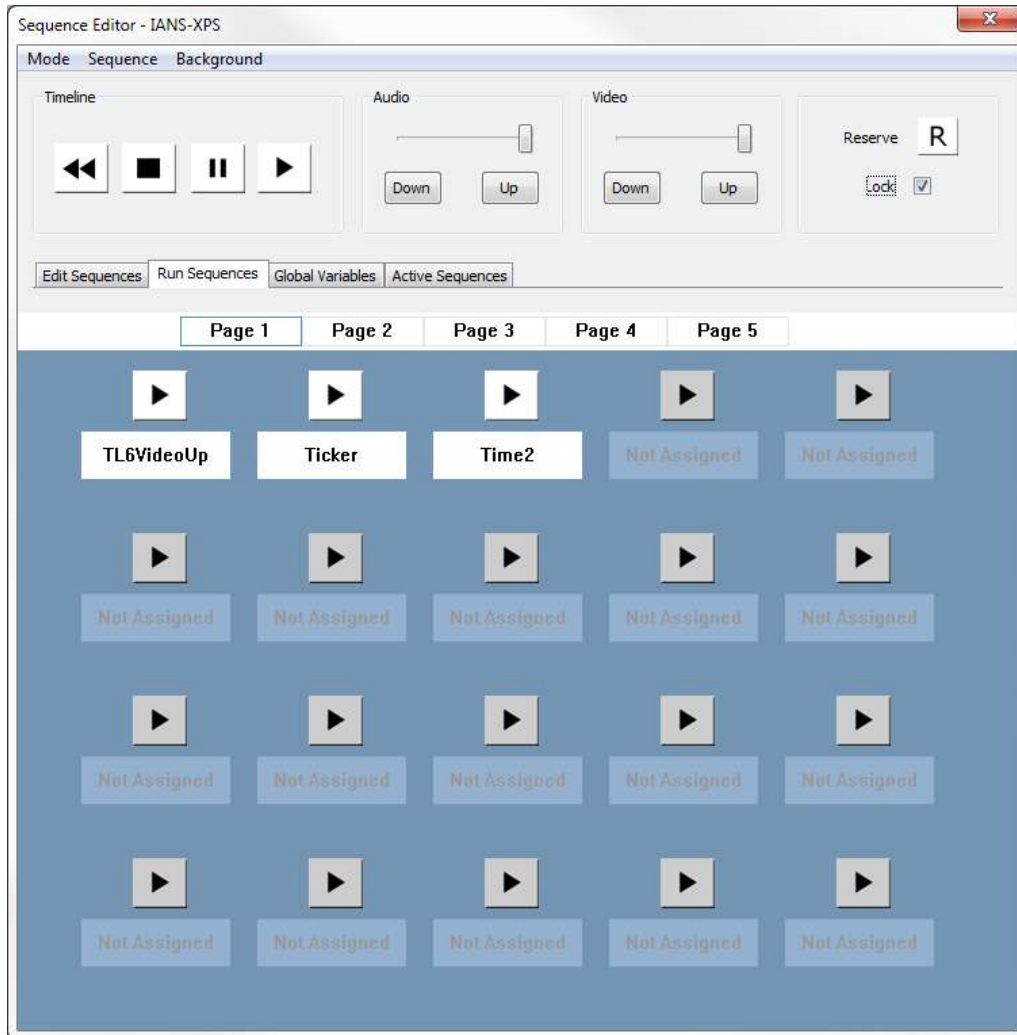 Sequence Editor - IANS-XPS
Mode Sequence Background
Timeline Audio Video
Reserve R
Down Up Down Up Lock
Edit Sequences Run Sequences Global Variables Active Sequences
Page 1 Page 2 Page 3 Page 4 Page 5
TL6VideoUp Ticker Time2 Not Assigned Not Assigned
Not Assigned Not Assigned Not Assigned Not Assigned Not Assigned
Not Assigned Not Assigned Not Assigned Not Assigned Not Assigned
Not Assigned Not Assigned Not Assigned Not Assigned Not Assigned